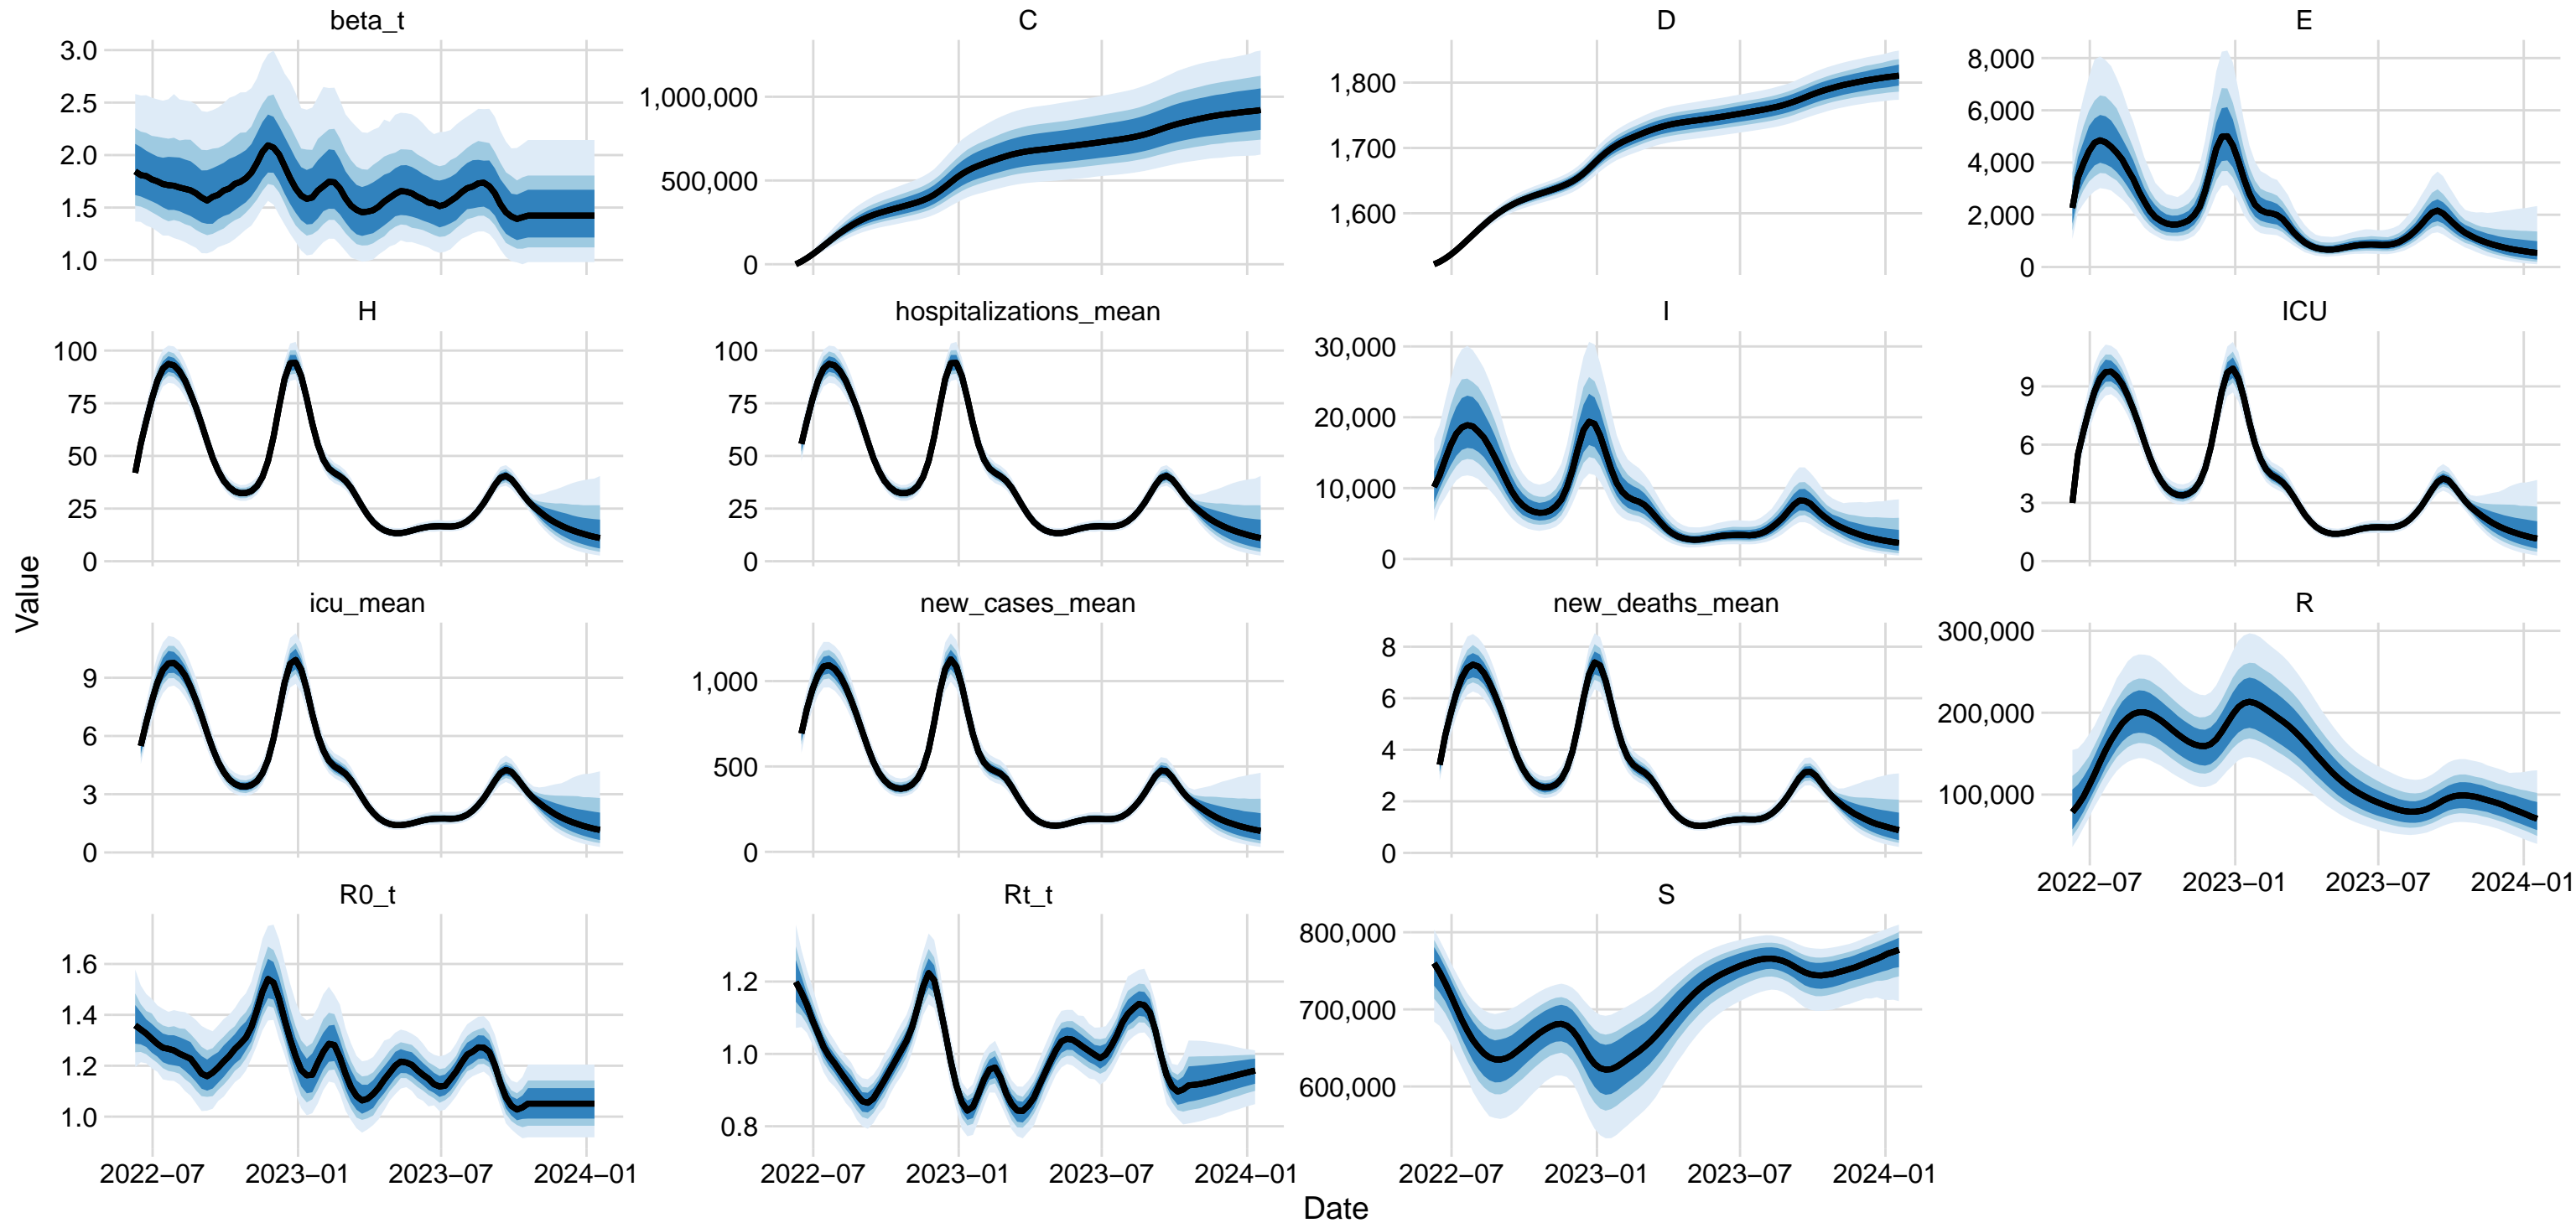 beta_t
C
D
E
3.0
2.5
2.0
1.5
1.0
1,000,000
500,000
0
1,800
1,700
1,600
8,000
6,000
4,000
2,000
0
H
hospitalizations_mean
I
ICU
100
75
50
25
0
100
75
50
25
0
30,000
20,000
10,000
0
9
6
3
0
Value
icu_mean
new_cases_mean
new_deaths_mean
R
9
6
3
0
1,000
500
0
8
6
4
2
0
300,000
200,000
100,000
2022−07 2023−01 2023−07 2024−01
R0_t
Rt_t
S
1.6
1.4
1.2
1.0
1.2
1.0
0.8
800,000
700,000
600,000
2022−07 2023−01 2023−07 2024−01
2022−07 2023−01 2023−07 2024−01
2022−07 2023−01 2023−07 2024−01
Date